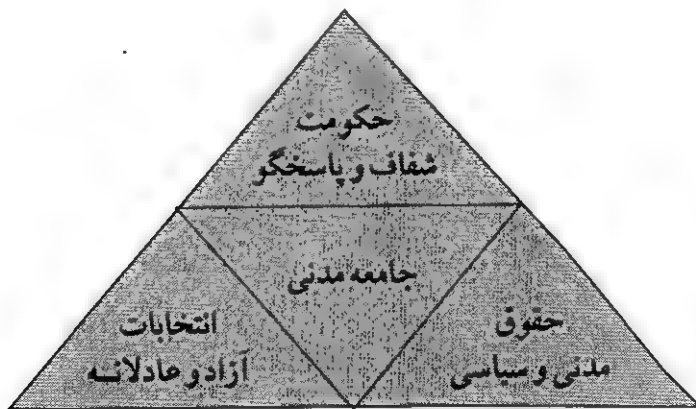 حکومت
شفاف و پاسخگو
جامعه مدنی
حقوق
مدنی و سیاسی
انتخابات
آزاد و عادلانه